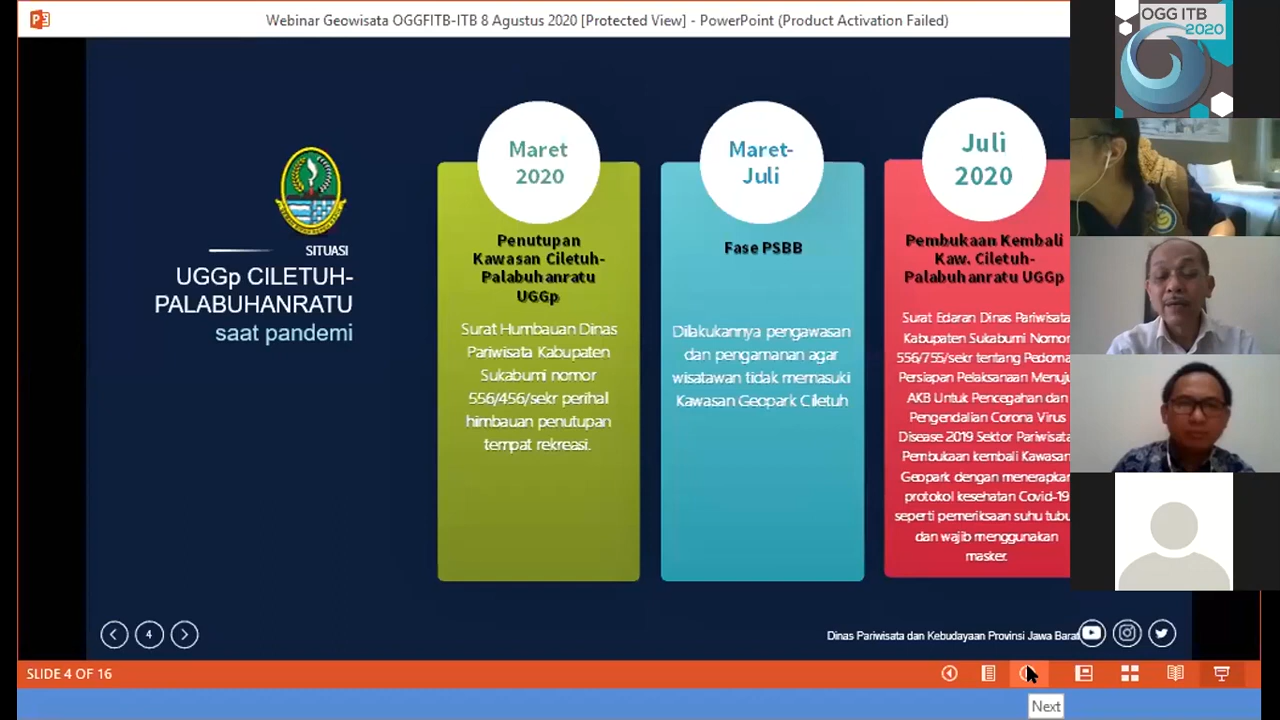 Webinar Geowisata OGGFITB-ITB 8 Agustus 2020 [Protected View] - PowerPoint (Product Activation Failed)
OGG ITB
2020
SITUASI
UGGp CILETUH-
PALABUHANRATU
saat pandemi
Maret
2020
Penutupan
Kawasan Ciletuh-
Palabuhanratu
UGGp
Surat Humbauan Dinas
Pariwisata Kabupaten
Sukabumi nomor
556/456/sekr perihal
himbauan penutupan
tempat rekreasi.
Maret-
Juli
Fase PSBB
Dilakukannya pengawasan
dan pengamanan agar
wisatawan tidak memasuki
Kawasan Geopark Ciletuh
Juli
2020
Pembukaan Kembali
Kaw. Ciletuh-
Palabuhanratu UGGp
Surat Edaran Dinas Pariwisata
Kabupaten Sukabumi Nomor
556/755/sekr tentang Pedoma
Persiapan Pelaksanaan Menuju
AKB Untuk Pencegahan dan
Pengendalian Corona Virus
Disease 2019 Sektor Pariwisata.
Pembukaan kembali Kawasan
Geopark dengan menerapkan
protokol kesehatan Covid-19
seperti pemeriksaan suhu tubu
dan wajib menggunakan
masker.
4
Dinas Pariwisata dan Kebudayaan Provinsi Jawa Barat
SLIDE 4 OF 16
Next